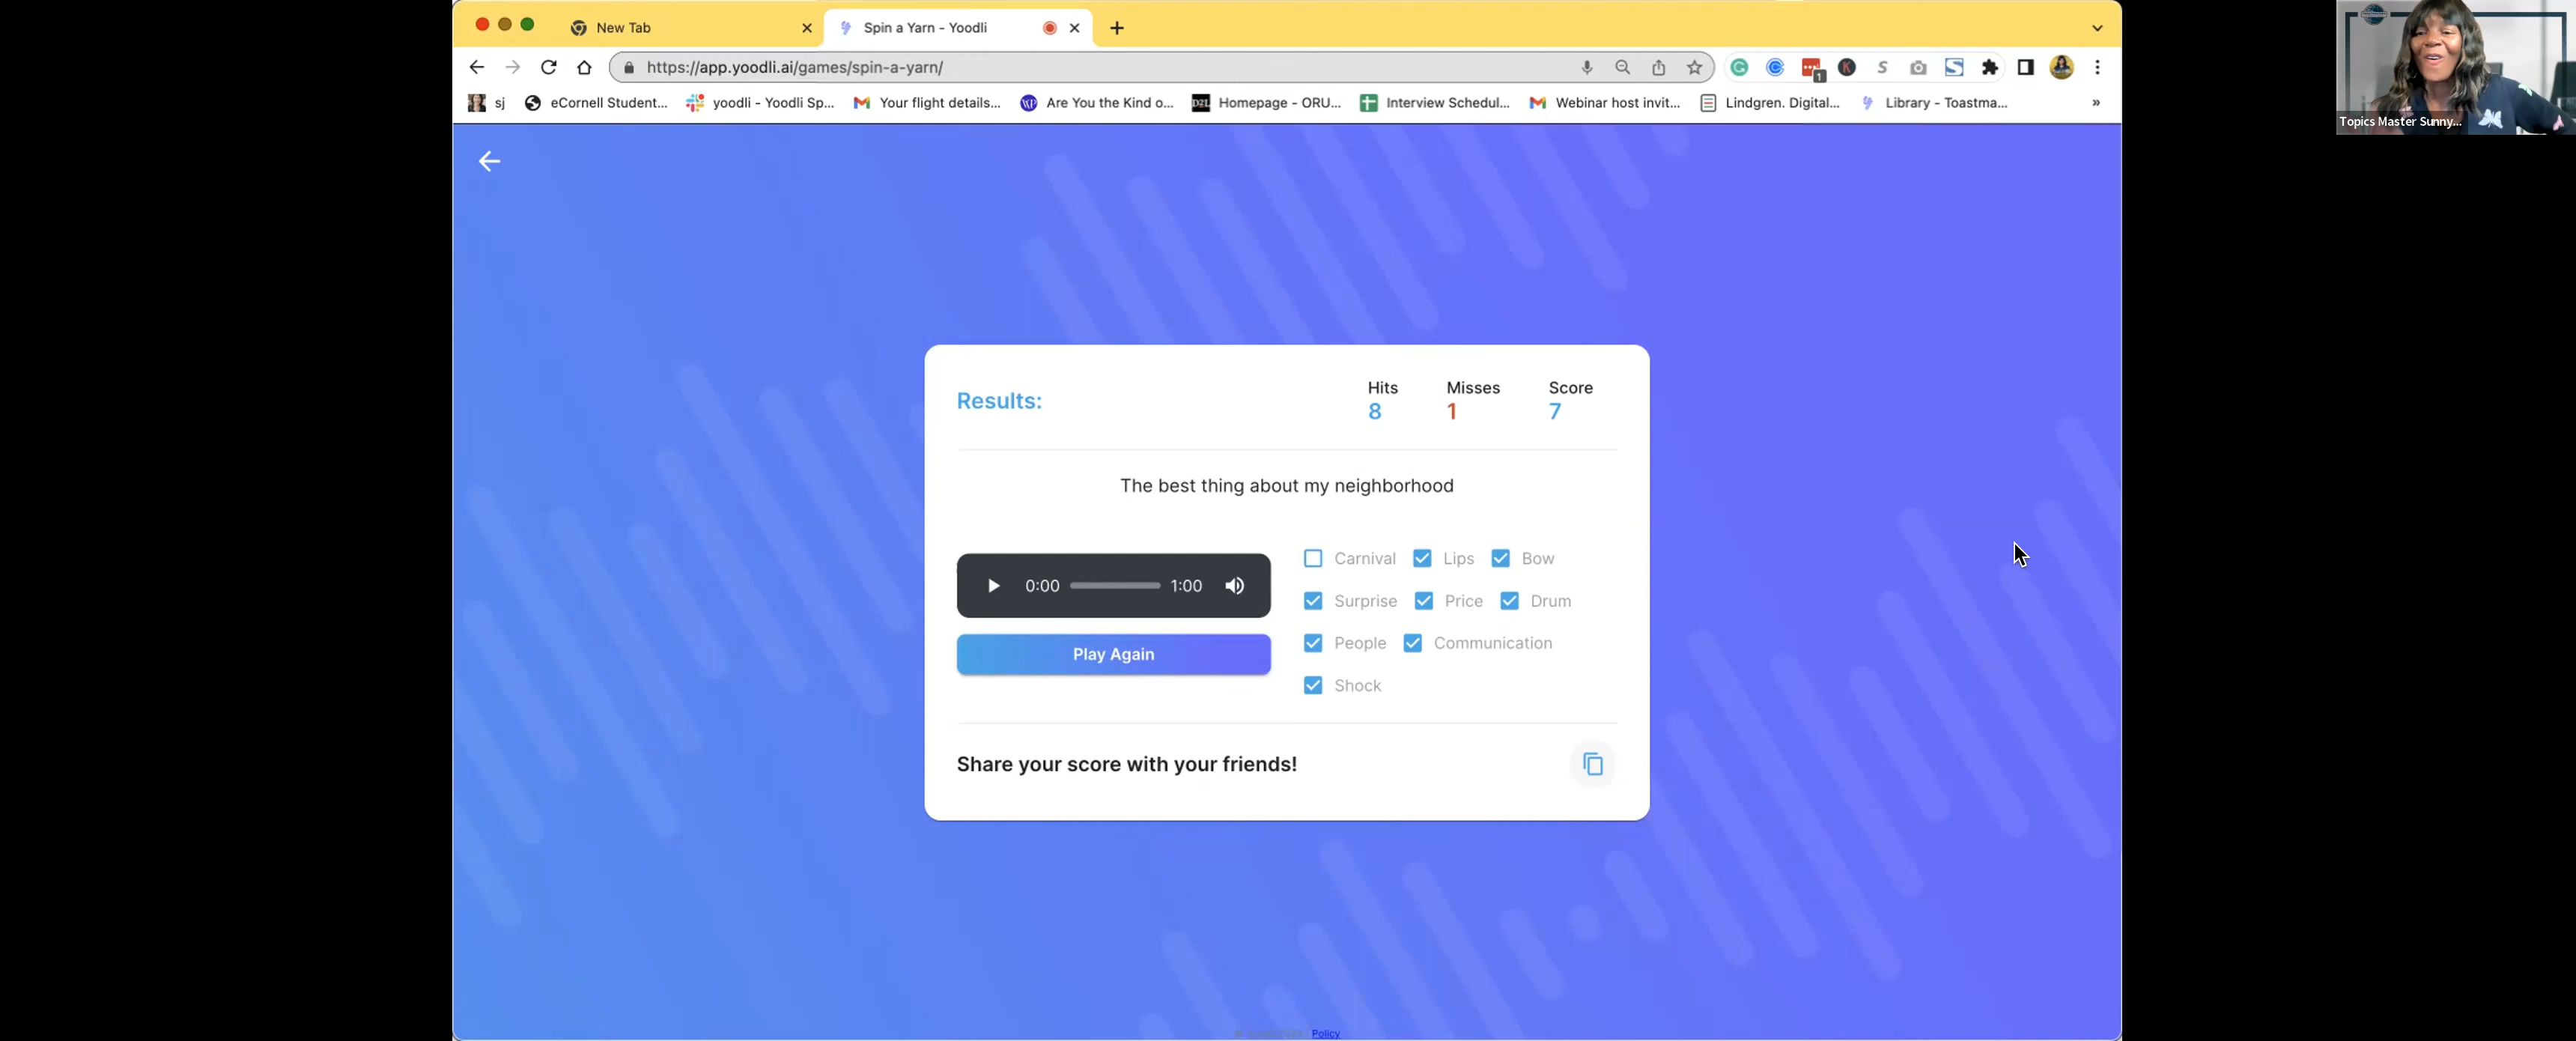 New Tab
Spin a Yarn - Yoodli
https://app.yoodli.ai/games/spin-a-yarn/
1
sj
eCornell Student...
yoodli - Yoodli Sp...
Your flight details...
Are You the Kind o...
Homepage - ORU...
Interview Schedul...
Webinar host invit...
Lindgren. Digital...
Library - Toastma...
»
Topics Master Sunny...
Results:
Hits
Misses
Score
8
1
7
The best thing about my neighborhood
0:00
1:00
Play Again
Carnival
Lips
Bow
Surprise
Price
Drum
People
Communication
Shock
Share your score with your friends!
Policy